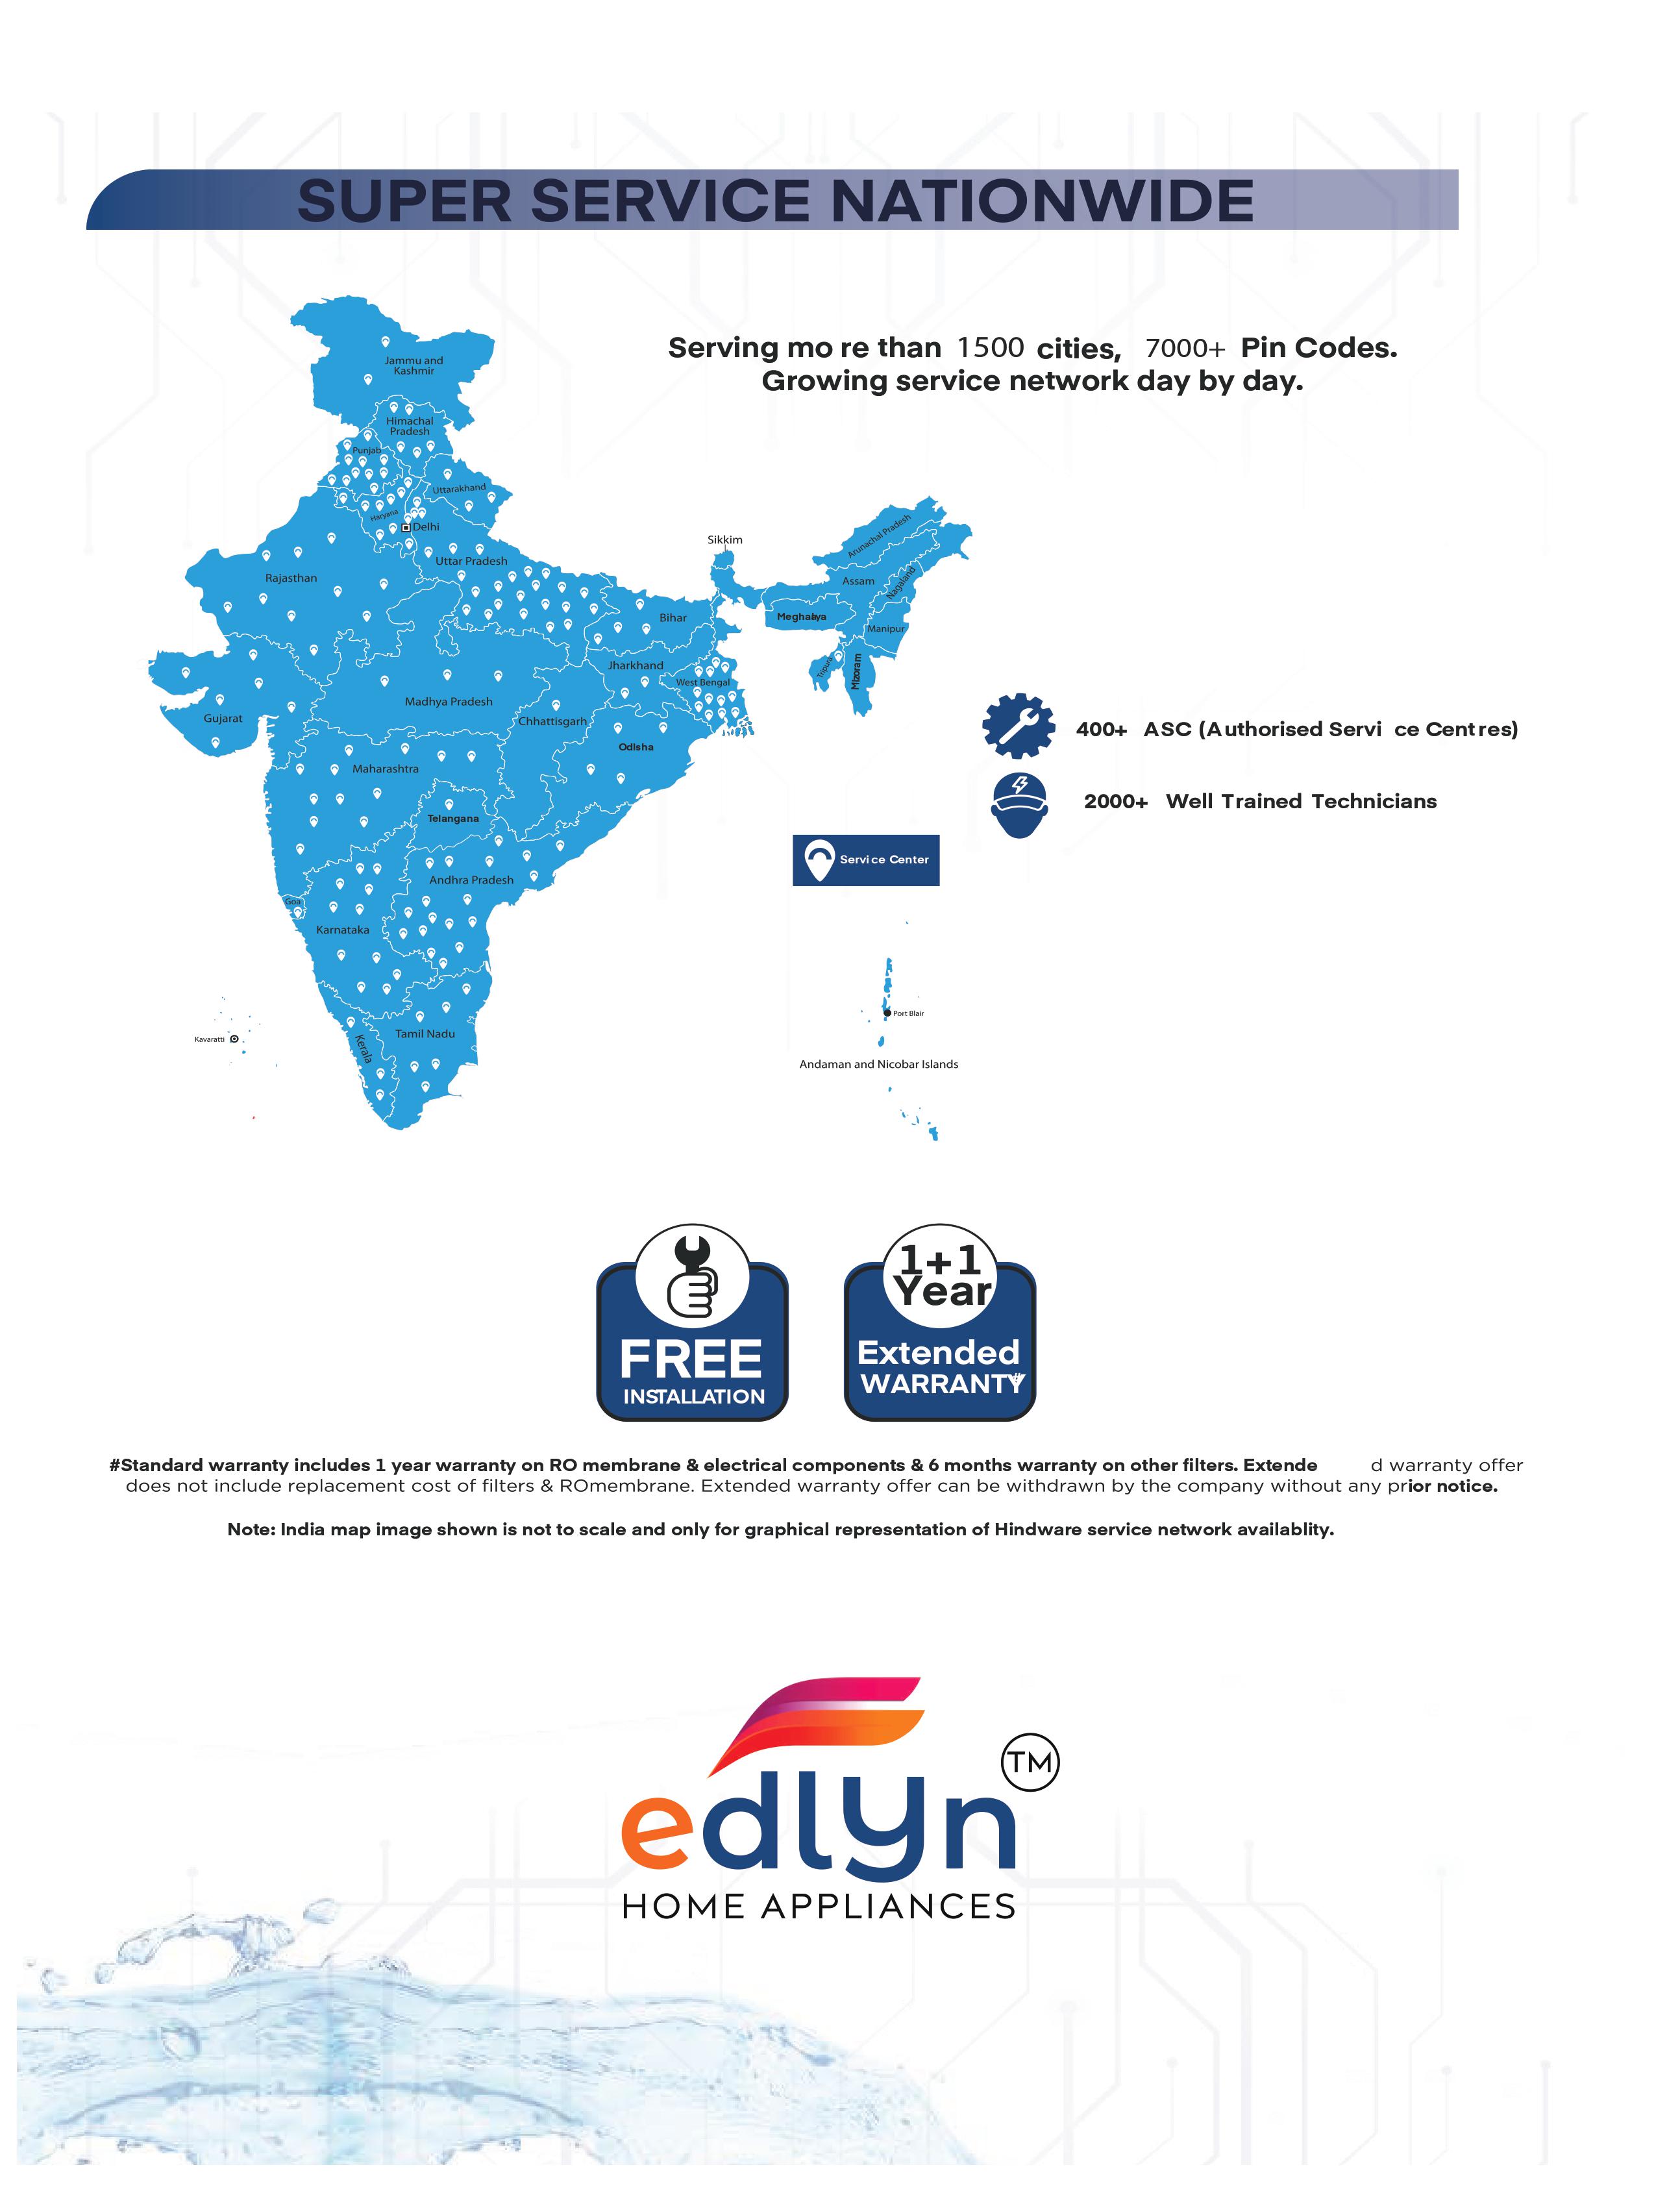 SUPER SERVICE NATIONWIDE
Serving mo re than 1500 cities, 7000+ Pin Codes.
Growing service network day by day.
Jammu and
Kashmir
Himachal
Pradesh
Punjab
Uttarakhand
Haryana
Delhi
Uttar Pradesh
Rajasthan
Sikkim
Arunachal Pradesh
Assam
Nagaland
Meghalaya
Manipur
Bihar
Jharkhand
West Bengal
Tripura
Mizoram
Madhya Pradesh
Gujarat
Chhattisgarh
Odisha
Maharashtra
Telangana
Andhra Pradesh
Goa
Karnataka
Tamil Nadu
Kerala
Kavaratti
400+ ASC (Authorised Servi ce Centres)
2000+ Well Trained Technicians
Service Center
Port Blair
Andaman and Nicobar Islands
FREE
INSTALLATION
1+1
Year
Extended
WARRANTY#
#Standard warranty includes 1 year warranty on RO membrane & electrical components & 6 months warranty on other filters. Extende d warranty offer
does not include replacement cost of filters & ROmembrane. Extended warranty offer can be withdrawn by the company without any prior notice.
Note: India map image shown is not to scale and only for graphical representation of Hindware service network availablity.
TM
edlyn
HOME APPLIANCES